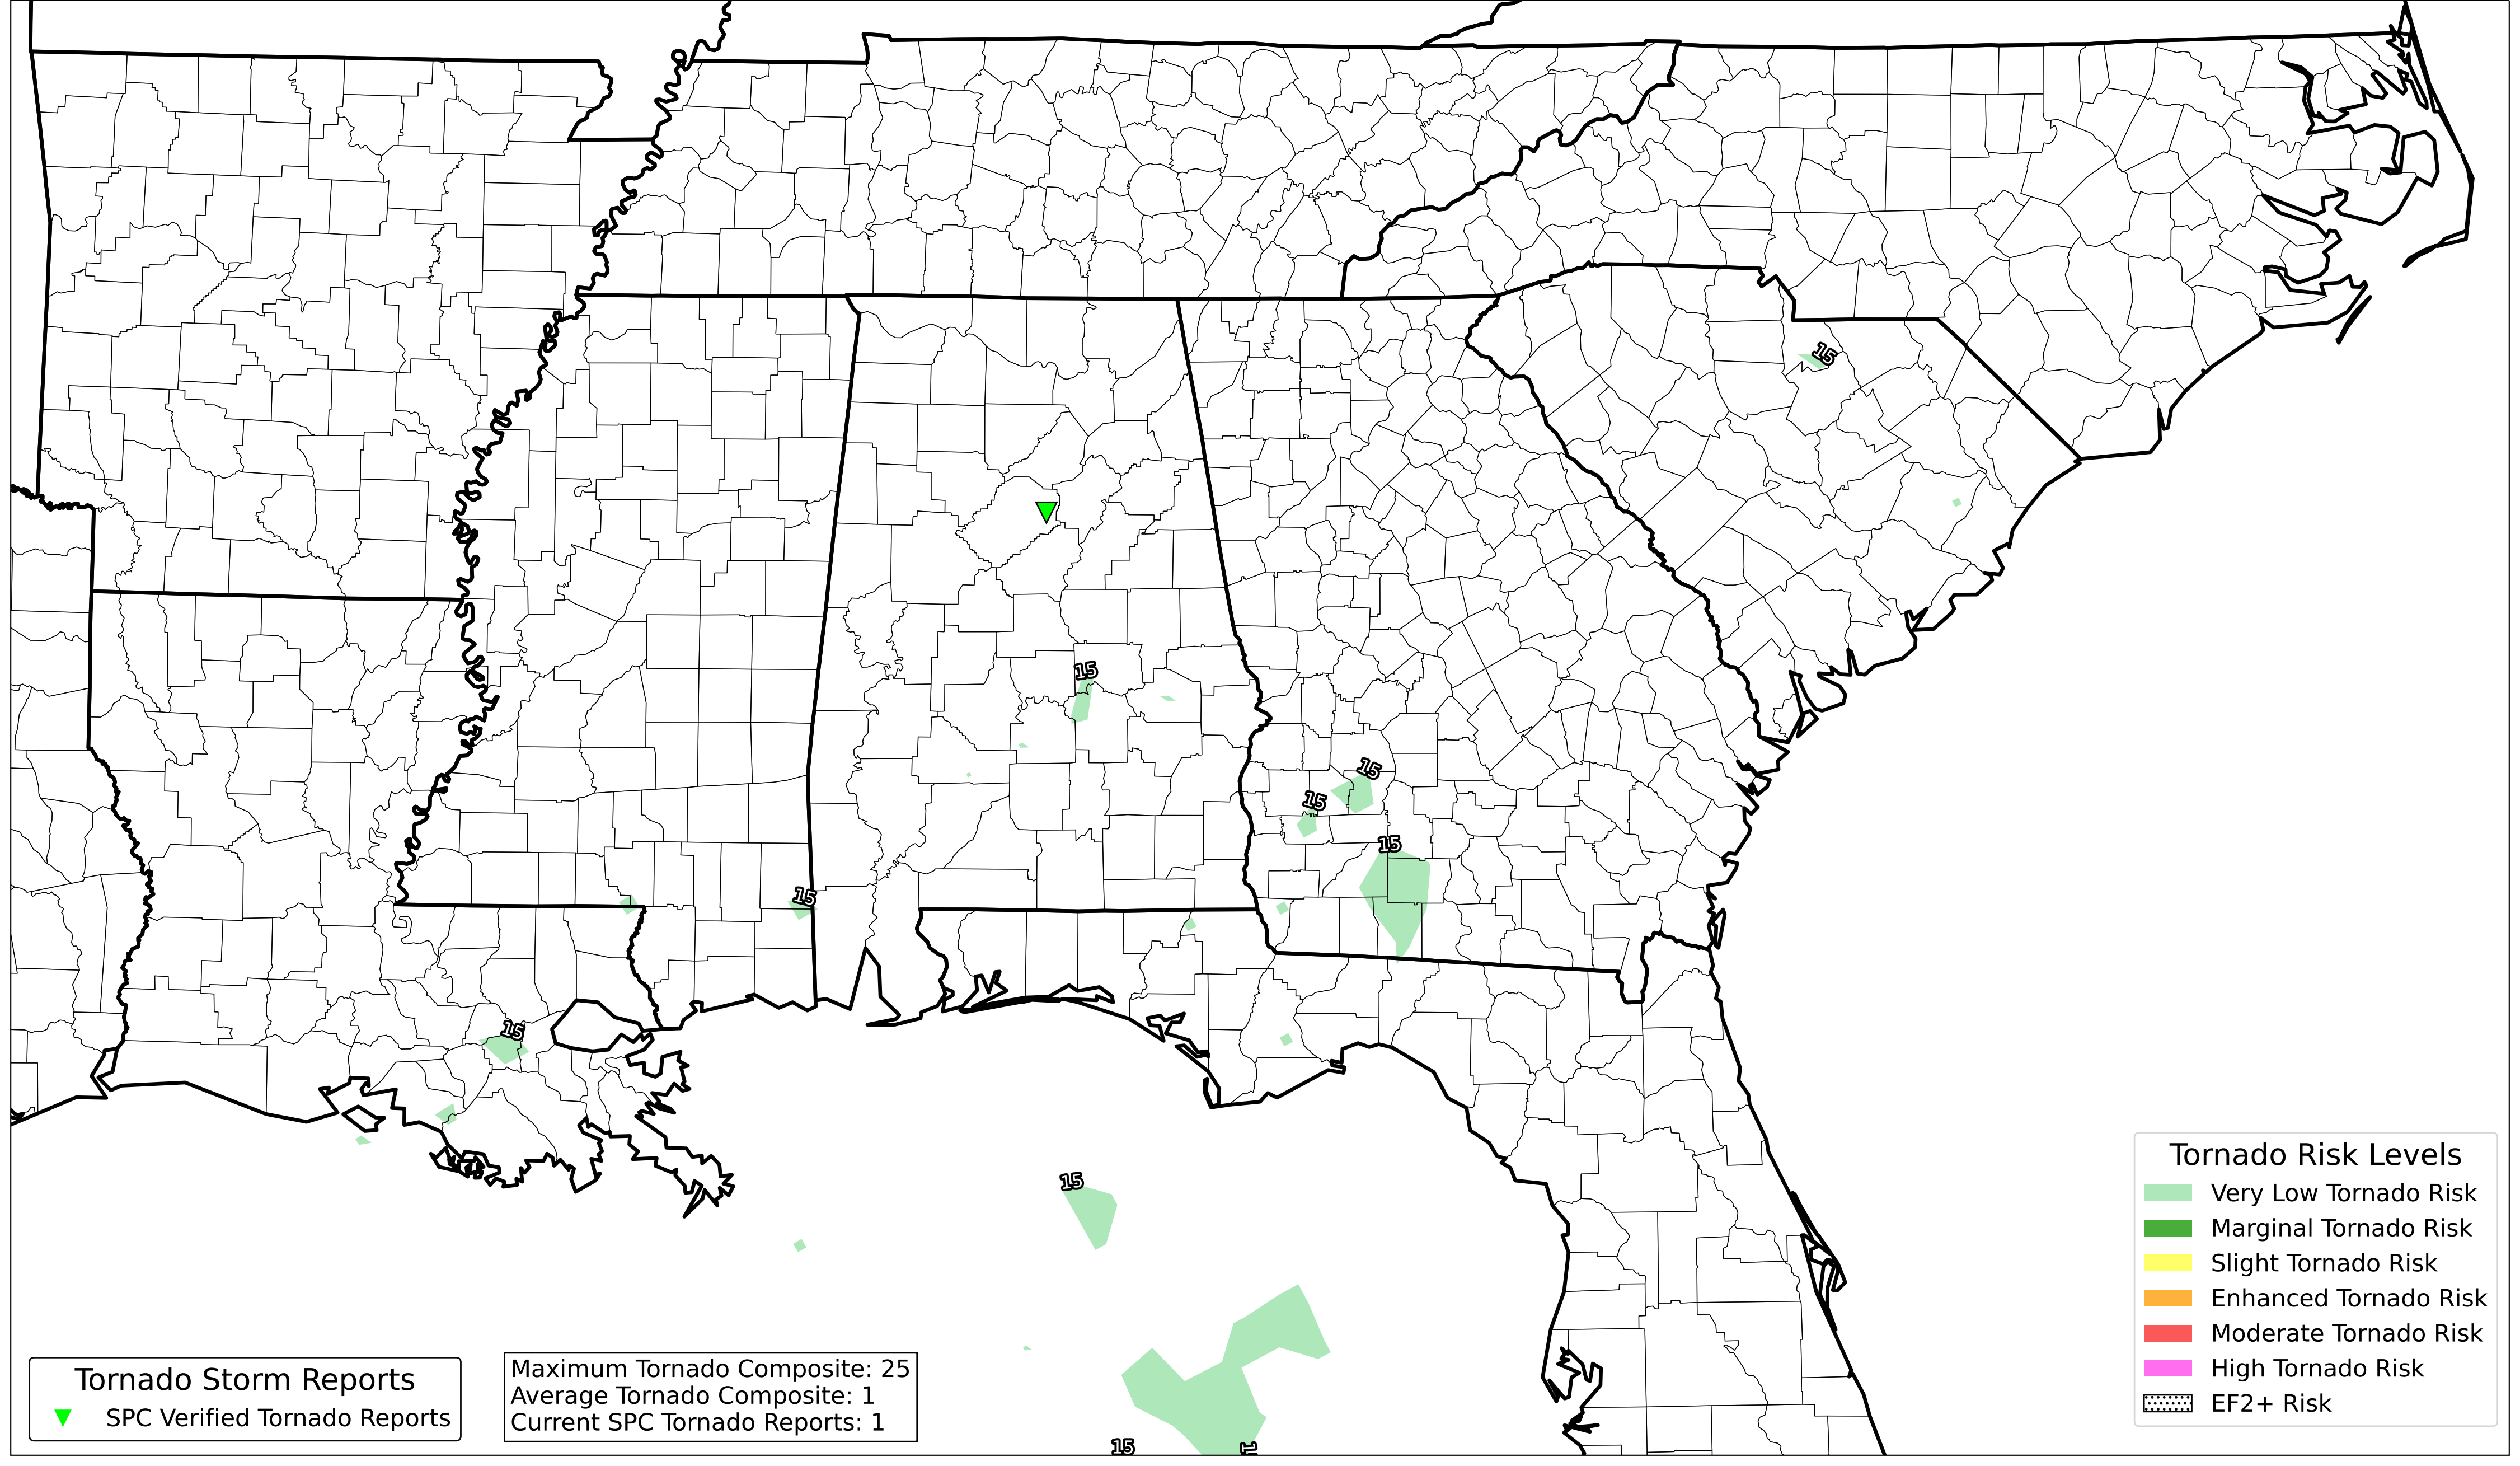 15
15
15
15
15
15
15
15
15
Tornado Risk Levels
Very Low Tornado Risk
Marginal Tornado Risk
Slight Tornado Risk
Enhanced Tornado Risk
Moderate Tornado Risk
High Tornado Risk
EF2+ Risk
Tornado Storm Reports
SPC Verified Tornado Reports
Maximum Tornado Composite: 25
Average Tornado Composite: 1
Current SPC Tornado Reports: 1